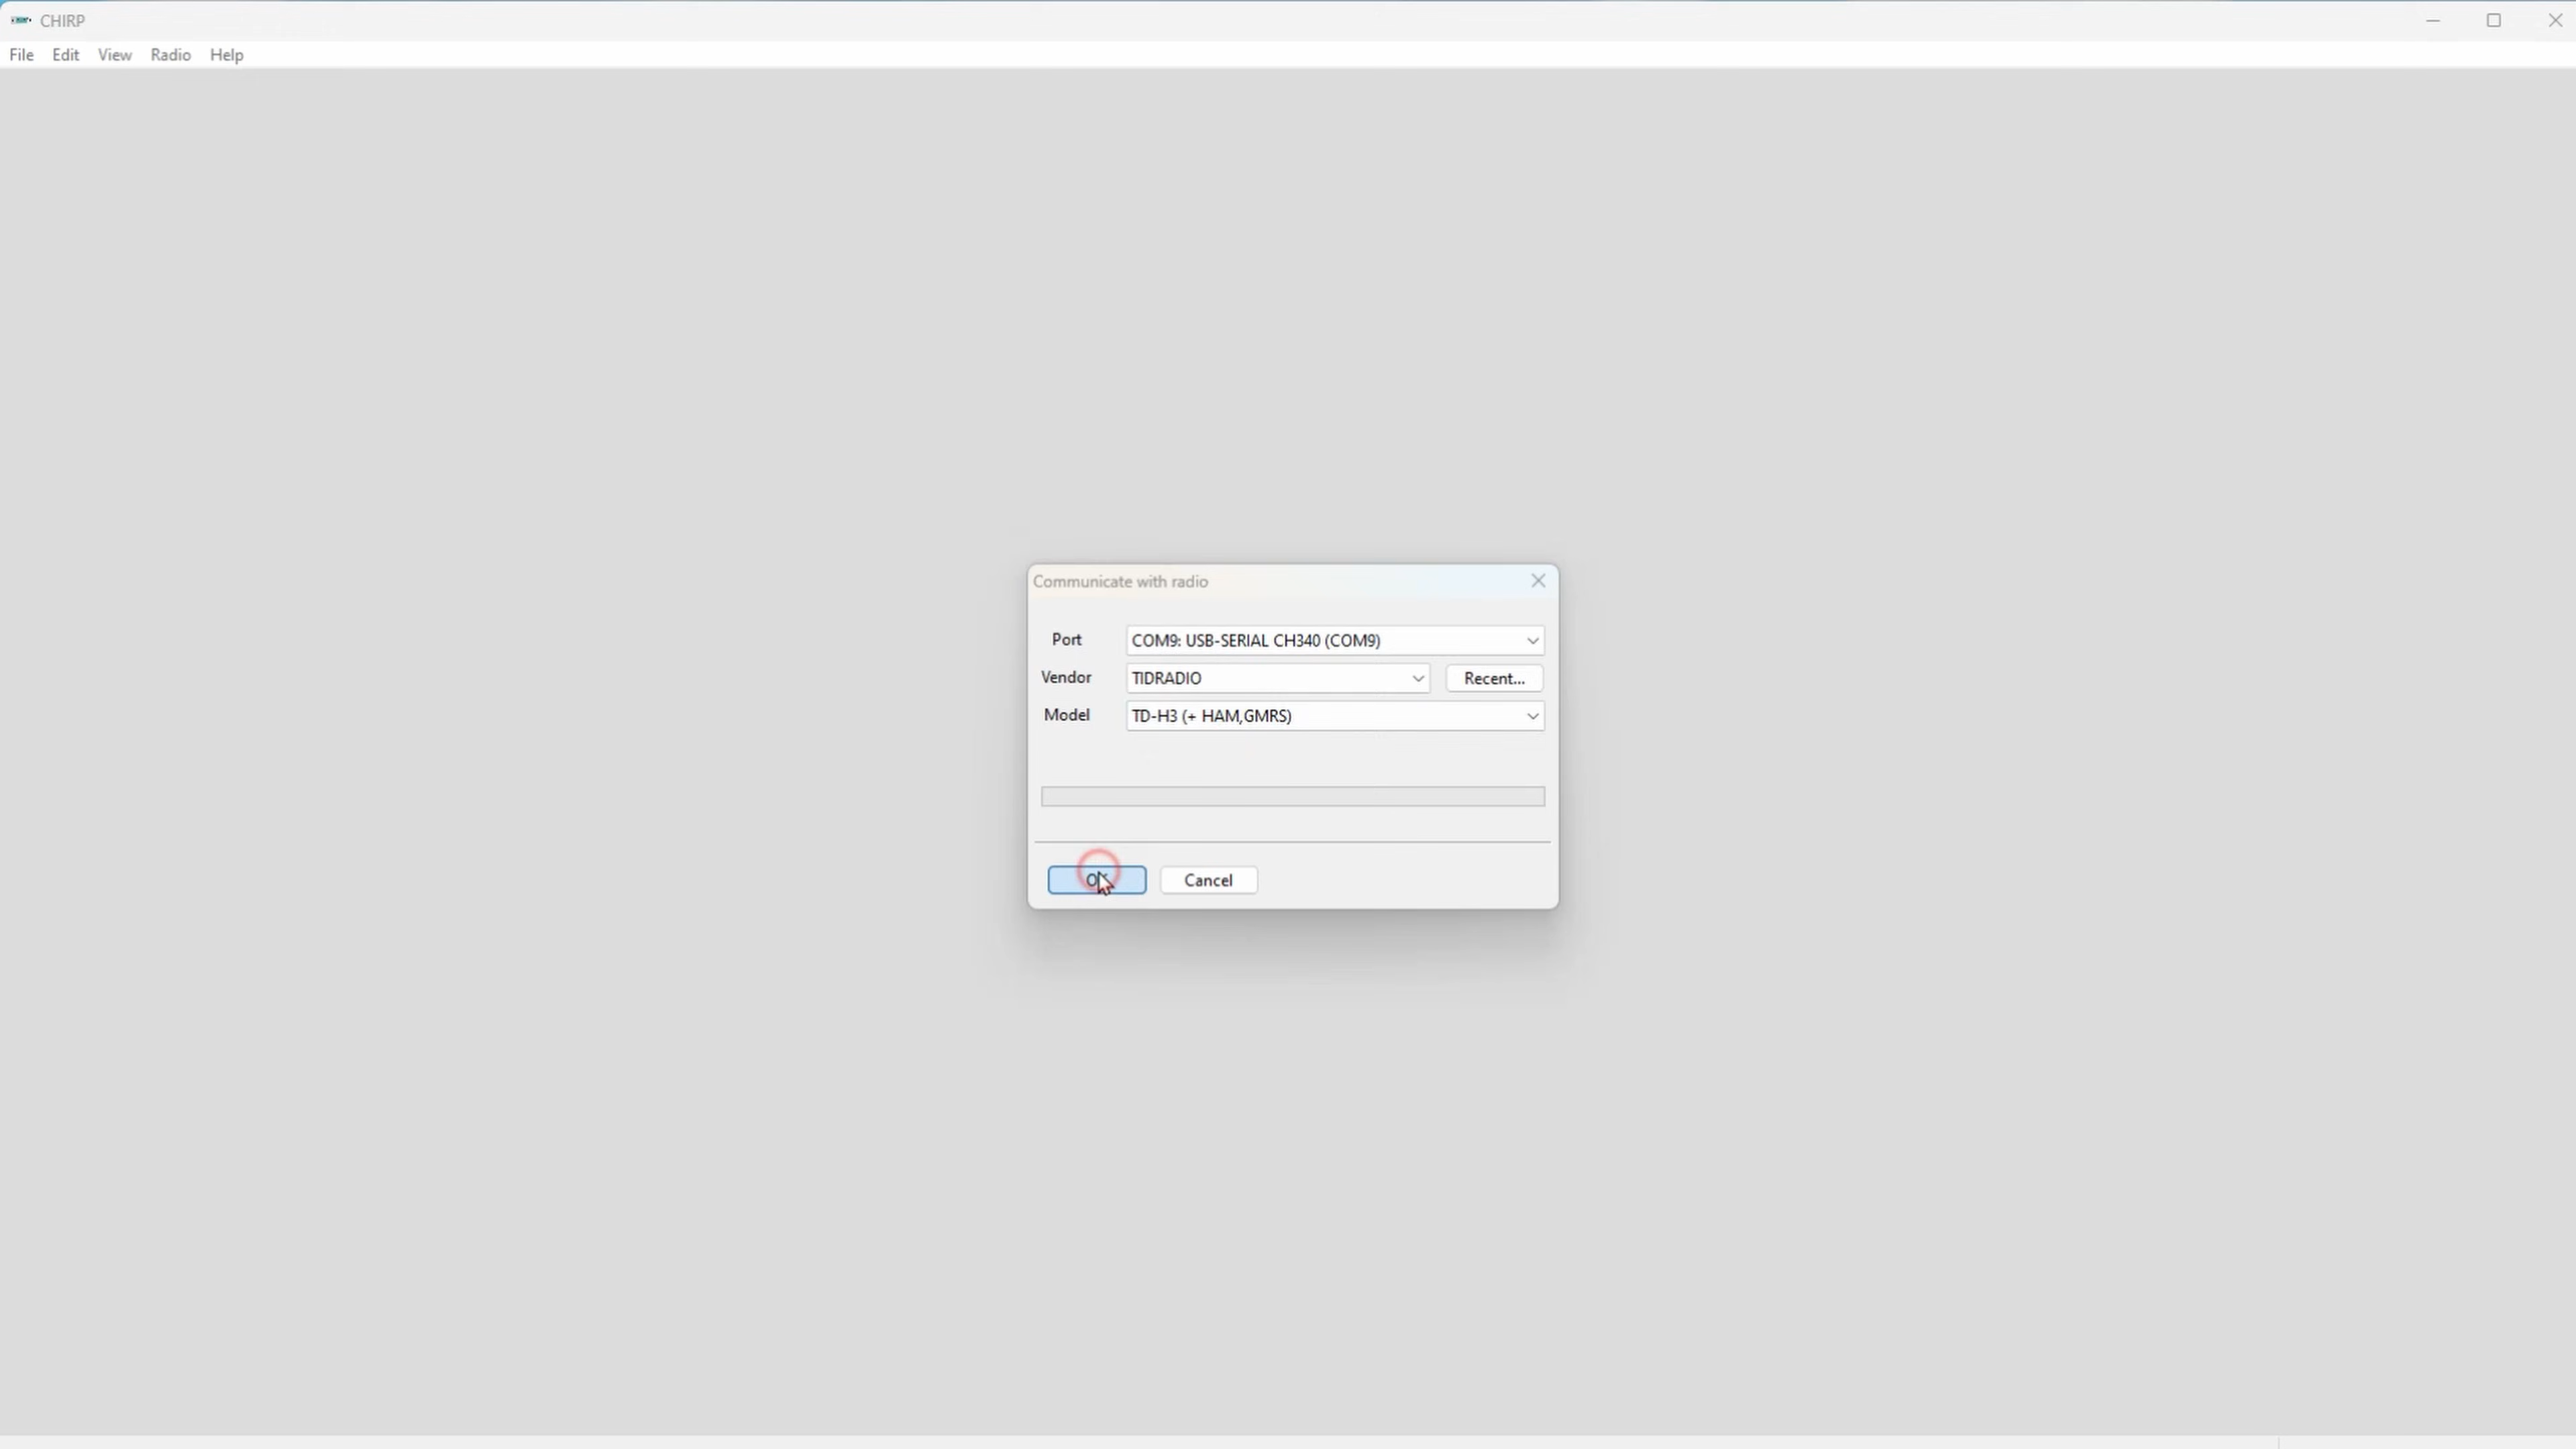 CHIRP
File Edit View Radio Help
Communicate with radio
Port COM9: USB-SERIAL CH340 (COM9)
Vendor TIDRADIO Recent...
Model TD-H3 (+ HAM,GMRS)
Cancel